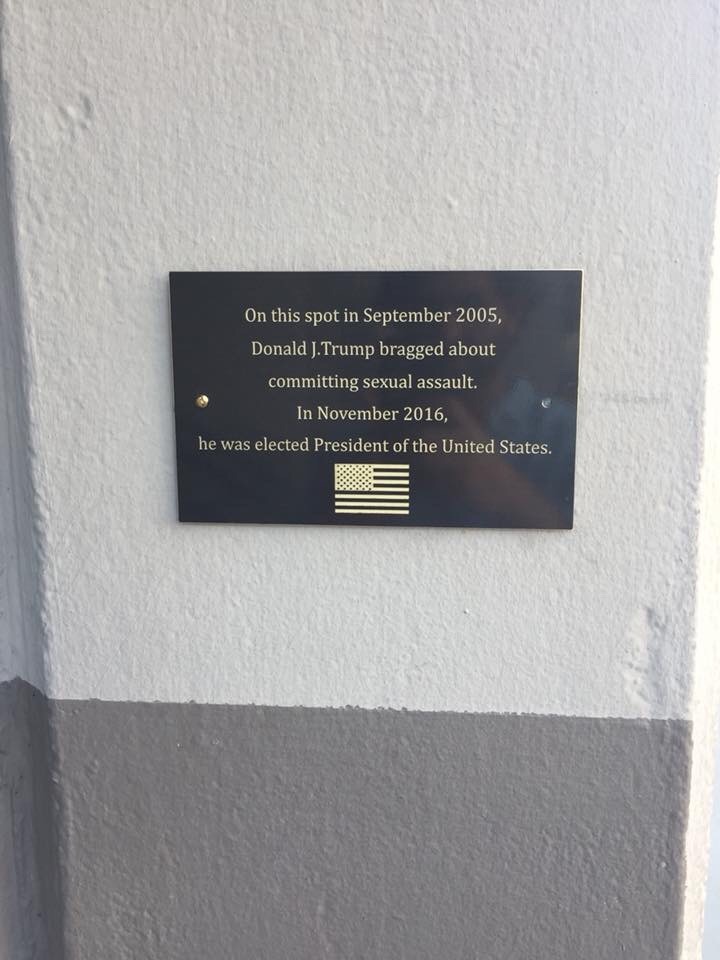 On this spot in September 2005,
Donald J.Trump bragged about
committing sexual assault.
In November 2016,
he was elected President of the United States.